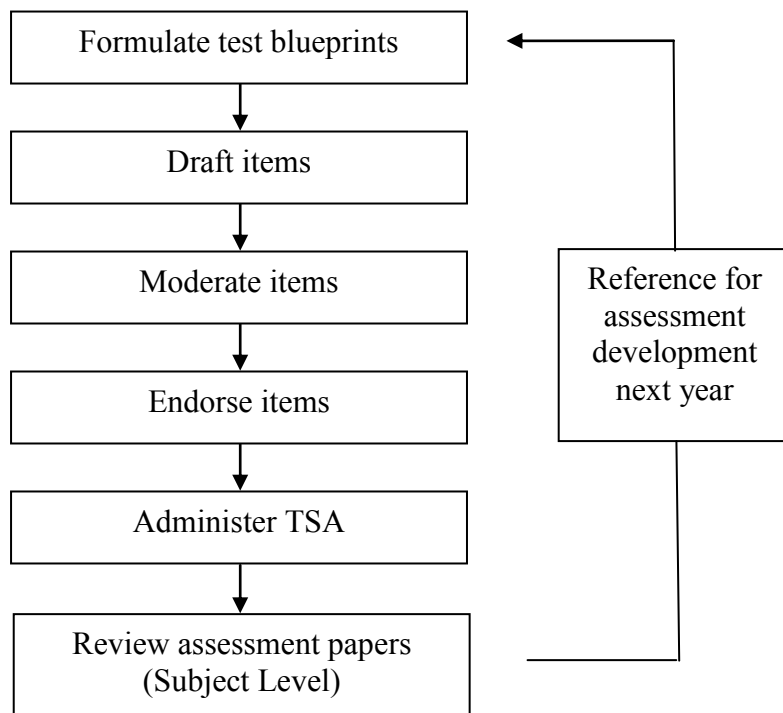 Formulate test blueprints
Draft items
Moderate items
Endorse items
Administer TSA
Review assessment papers
(Subject Level)
Reference for
assessment
development
next year